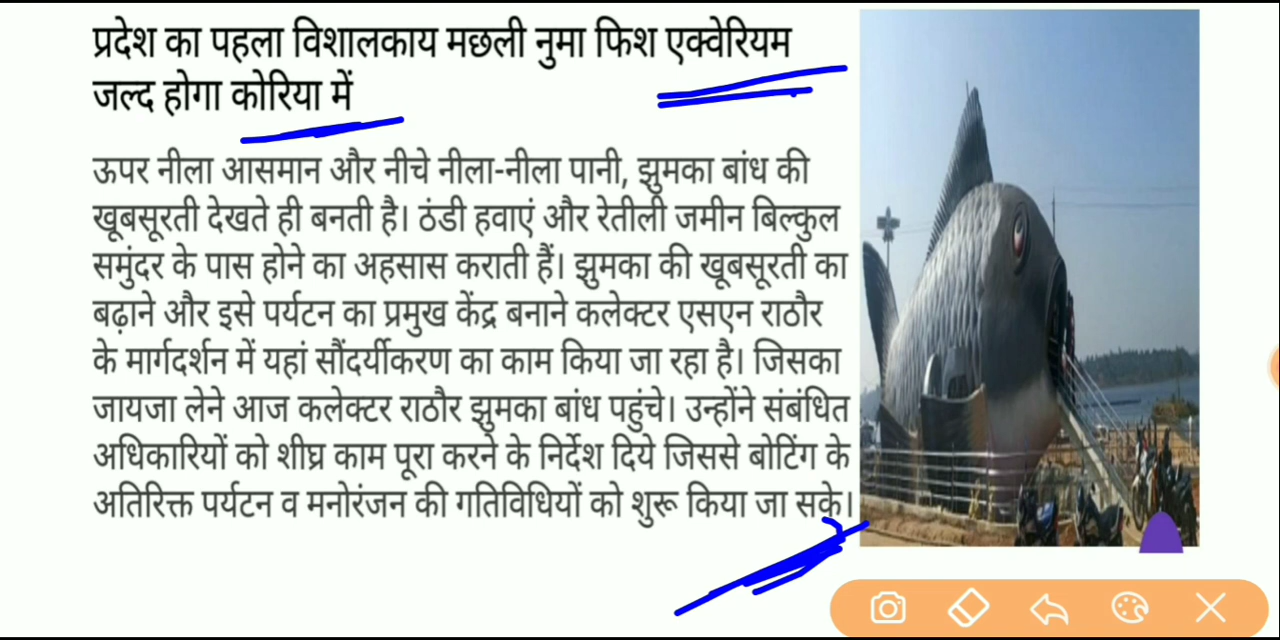 प्रदेश का पहला विशालकाय मछली नुमा फिश एक्वेरियम
जल्द होगा कोरिया में
ऊपर नीला आसमान और नीचे नीला-नीला पानी, झुमका बांध की
खूबसूरती देखते ही बनती है। ठंडी हवाएं और रेतीली जमीन बिल्कुल
समुंदर के पास होने का अहसास कराती हैं। झुमका की खूबसूरती का
बढ़ाने और इसे पर्यटन का प्रमुख केंद्र बनाने कलेक्टर एसएन राठौर
के मार्गदर्शन में यहां सौंदर्यीकरण का काम किया जा रहा है। जिसका
जायजा लेने आज कलेक्टर राठौर झुमका बांध पहुंचे। उन्होंने संबंधित
अधिकारियों को शीघ्र काम पूरा करने के निर्देश दिये जिससे बोटिंग के
अतिरिक्त पर्यटन व मनोरंजन की गतिविधियों को शुरू किया जा सके।